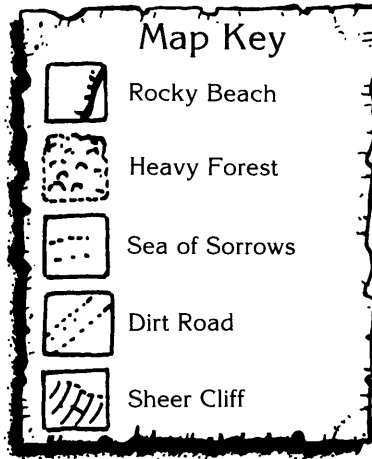 Map Key
Rocky Beach
Heavy Forest
Sea of Sorrows
Dirt Road
Sheer Cliff